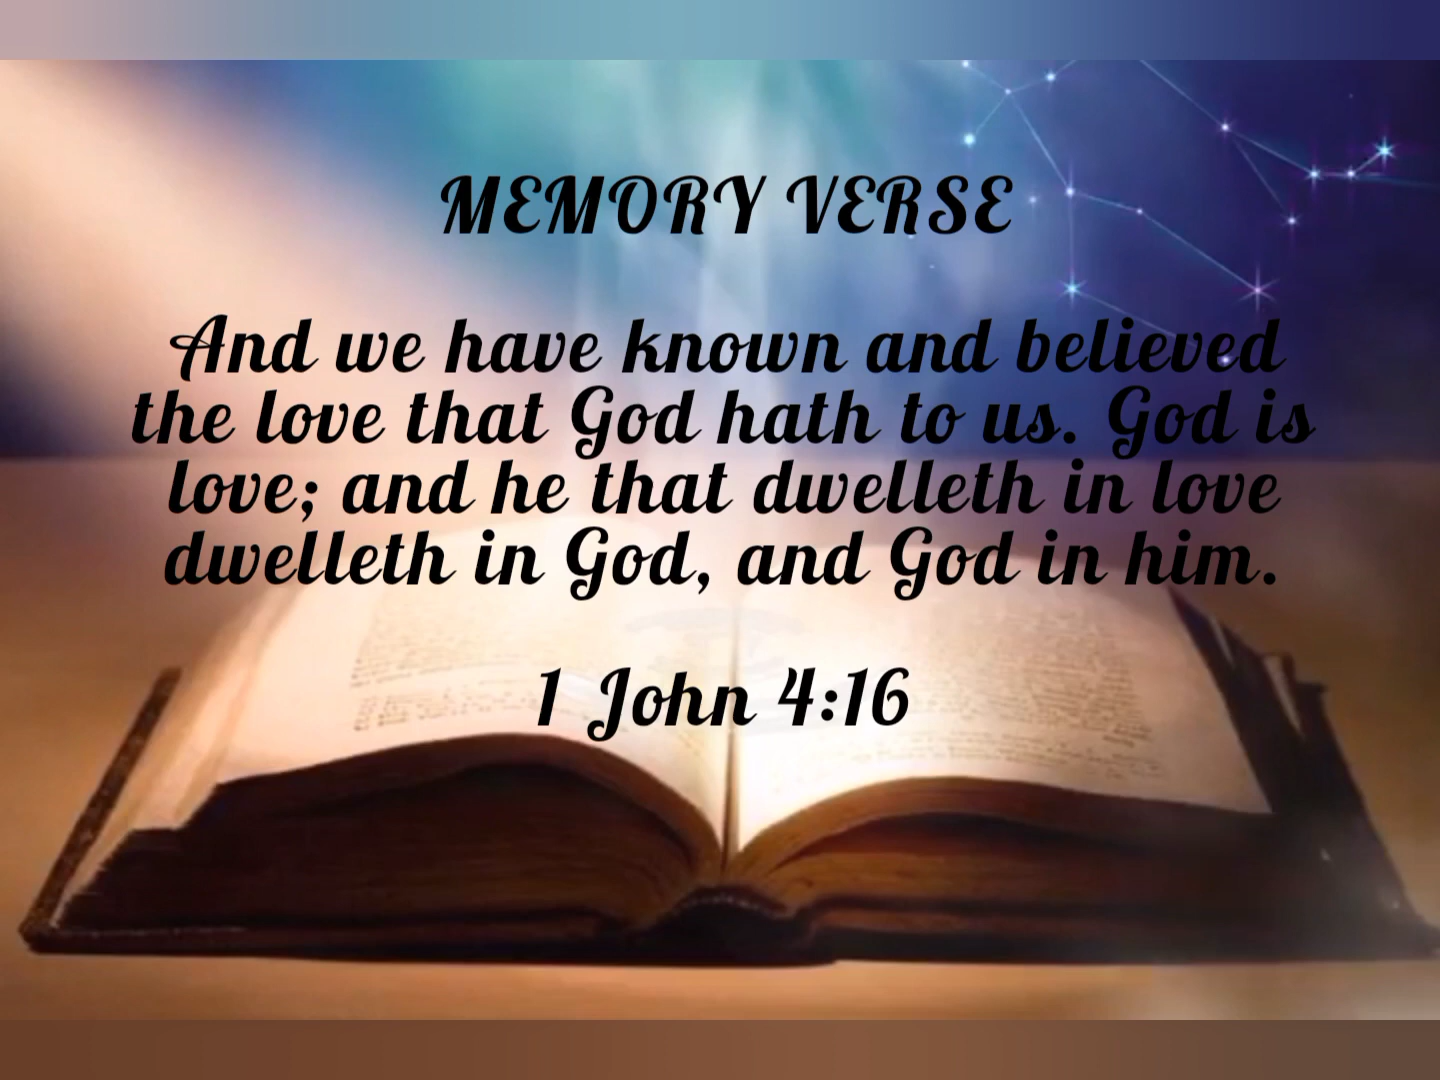 MEMORY VERSE
And we have known and believed
the love that God hath to us. God is
love; and he that dwelleth in love
dwelleth in God, and God in him.
1 John 4:16